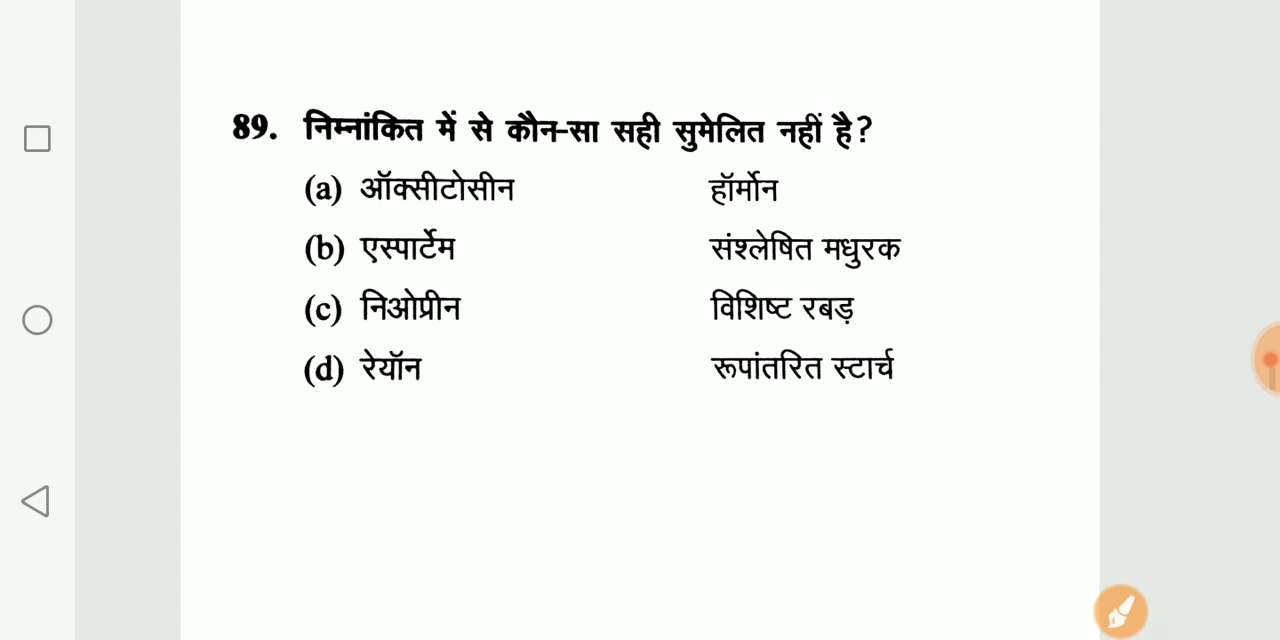 89. निम्नांकित में से कौन-सा सही सुमेलित नहीं है?
(a) ऑक्सीटोसीन हॉर्मोन
(b) एस्पार्टेम संश्लेषित मधुरक
(c) निओप्रीन विशिष्ट रबड़
(d) रेयॉन रूपांतरित स्टार्च